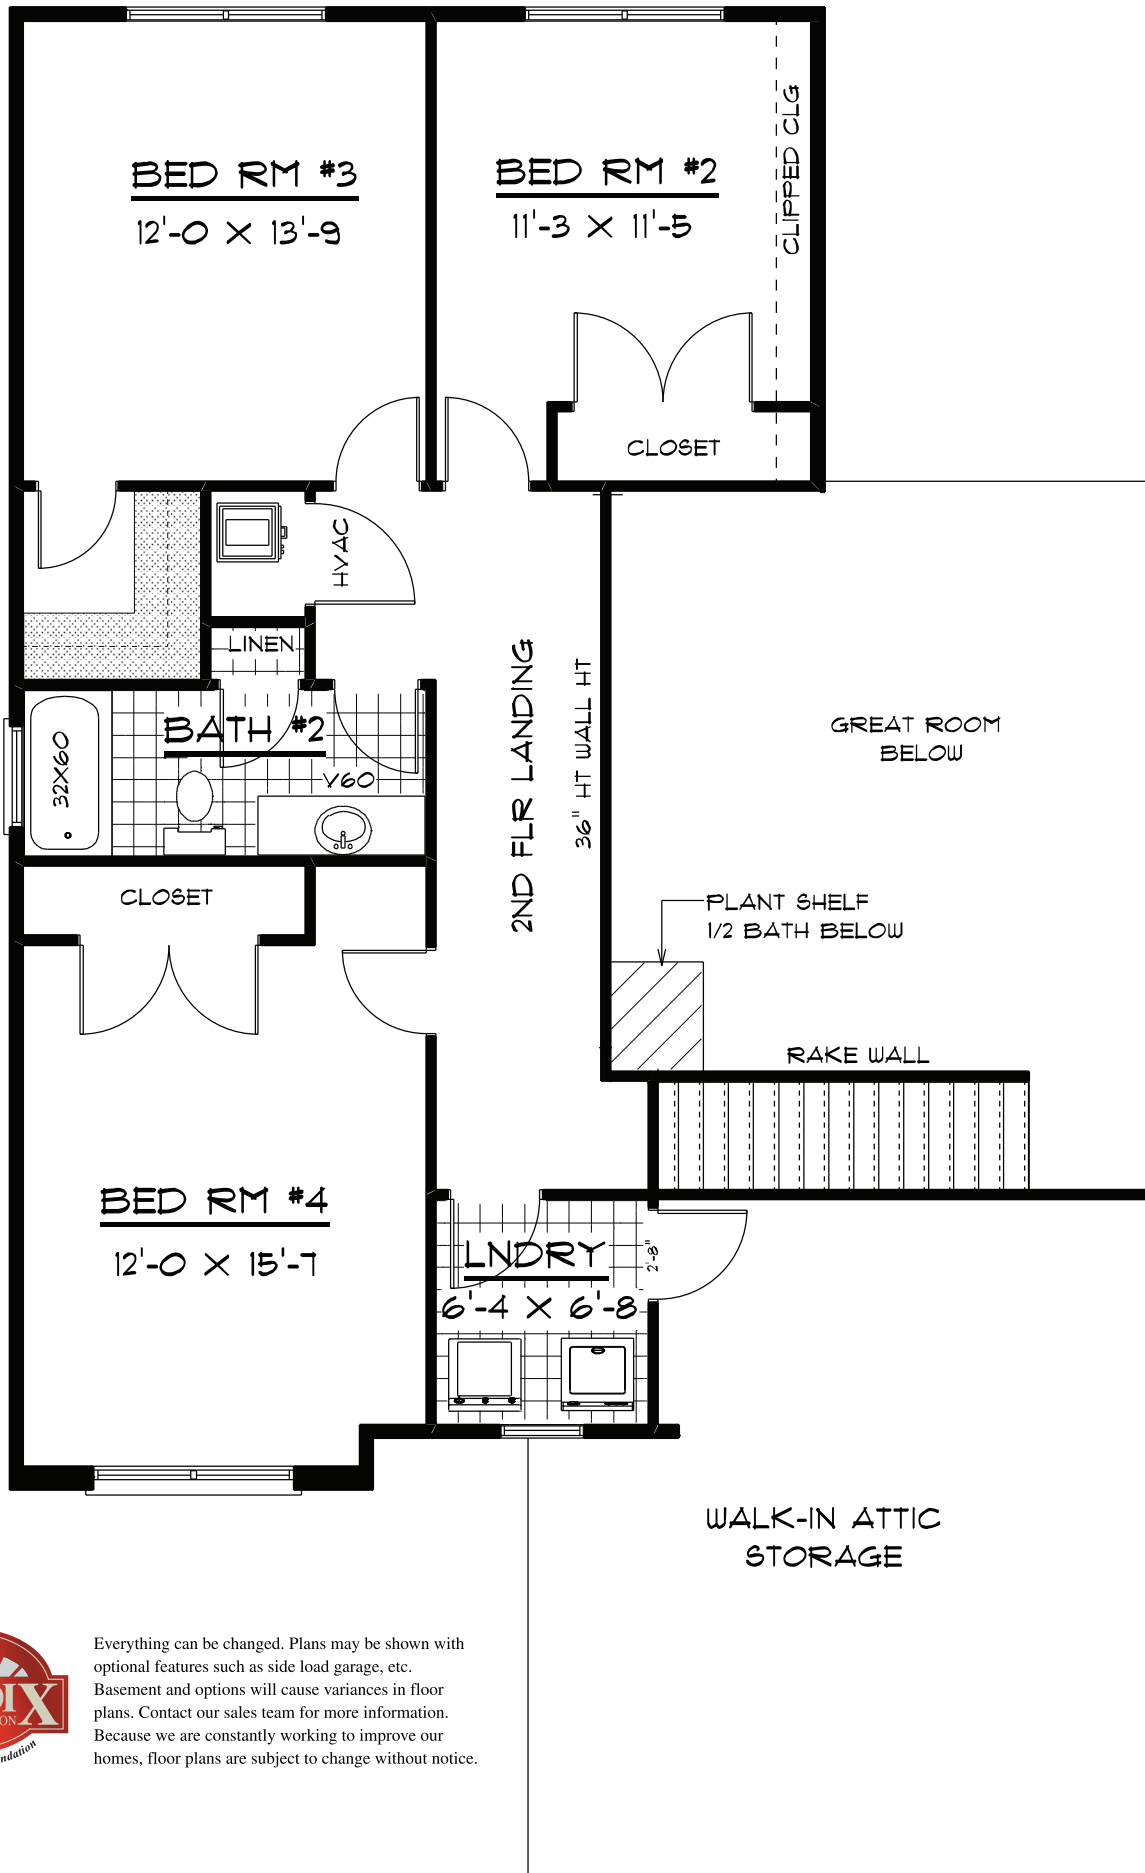 BED RM #3
12'-0 X 13'-9
BED RM #2
11'-3 X 11'-5
CLIPPED CLG
CLOSET
HVAC
LINEN
BATH #2
32X60
V60
2ND FLR LANDING
36" HT WALL HT
GREAT ROOM
BELOW
CLOSET
PLANT SHELF
1/2 BATH BELOW
RAKE WALL
BED RM #4
12'-0 X 15'-7
LNDRY
6'-4 X 6'-8
2'-8"
WALK-IN ATTIC
STORAGE
Everything can be changed. Plans may be shown with
optional features such as side load garage, etc.
Basement and options will cause variances in floor
plans. Contact our sales team for more information.
Because we are constantly working to improve our
homes, floor plans are subject to change without notice.